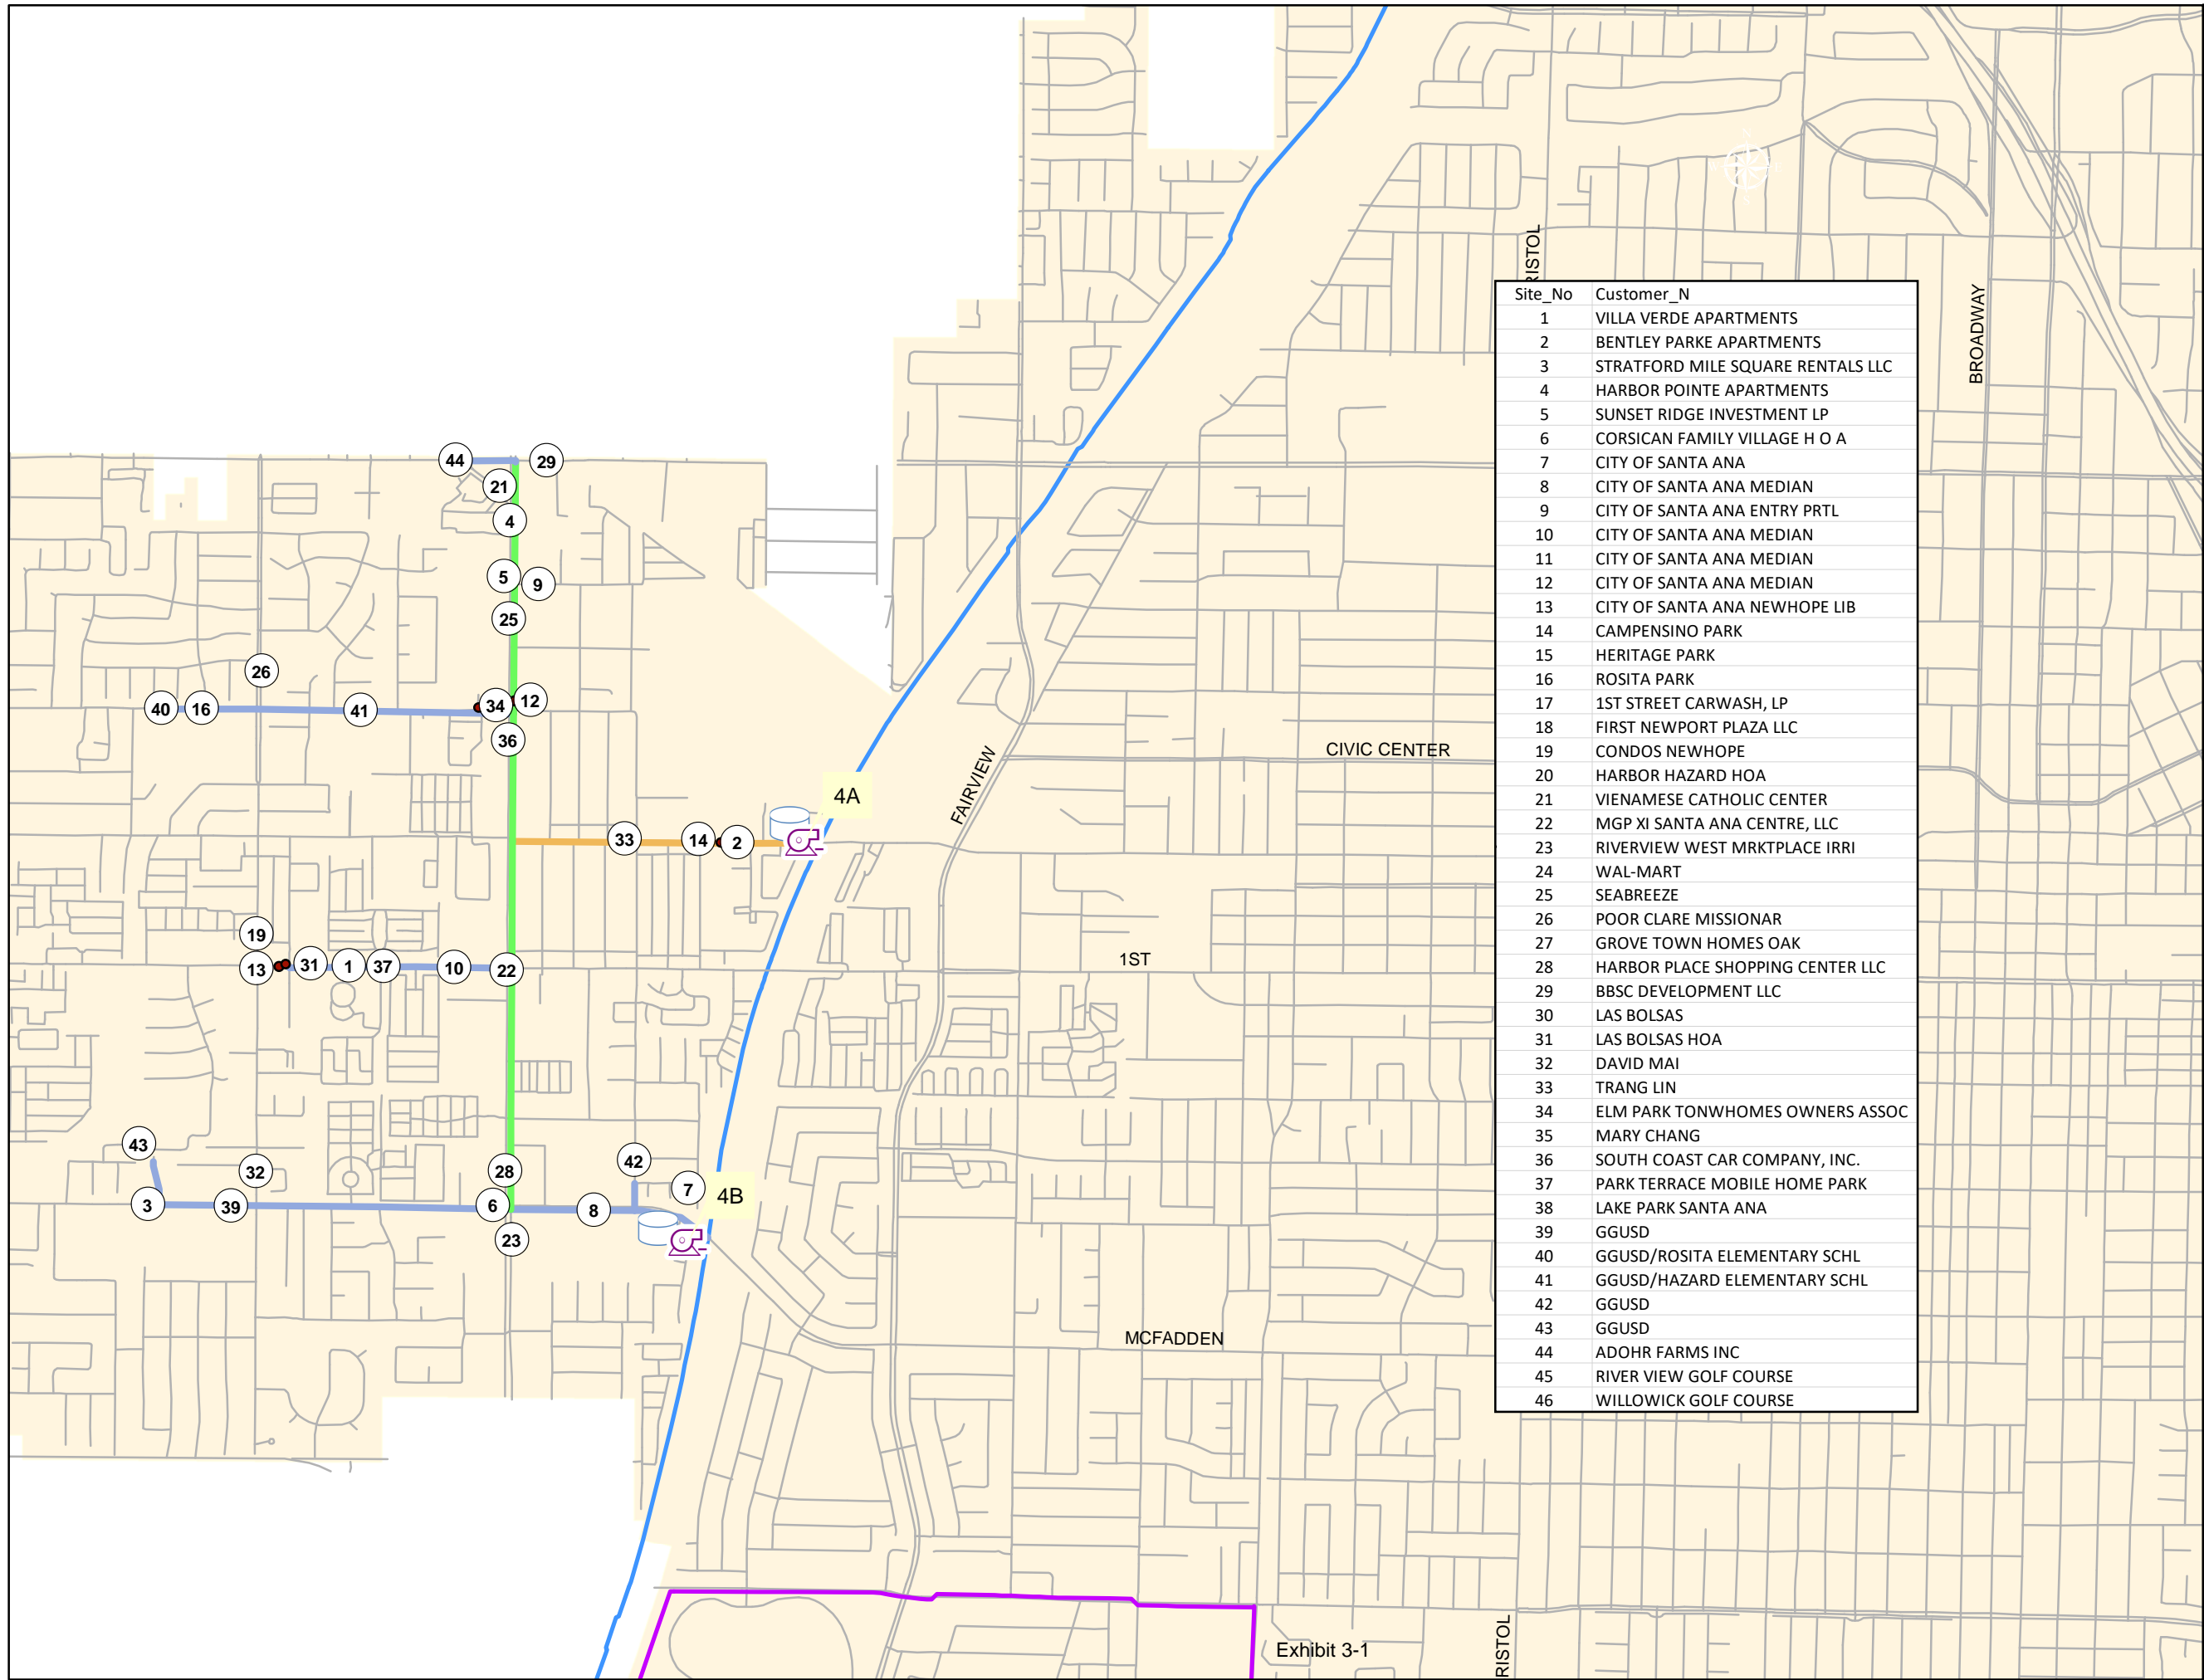 RISTOL
BROADWAY
Site_No Customer_N
1 VILLA VERDE APARTMENTS
2 BENTLEY PARKE APARTMENTS
3 STRATFORD MILE SQUARE RENTALS LLC
4 HARBOR POINTE APARTMENTS
5 SUNSET RIDGE INVESTMENT LP
6 CORSICAN FAMILY VILLAGE H O A
7 CITY OF SANTA ANA
8 CITY OF SANTA ANA MEDIAN
9 CITY OF SANTA ANA ENTRY PRTL
10 CITY OF SANTA ANA MEDIAN
11 CITY OF SANTA ANA MEDIAN
12 CITY OF SANTA ANA MEDIAN
13 CITY OF SANTA ANA NEWHOPE LIB
14 CAMPENSINO PARK
15 HERITAGE PARK
16 ROSITA PARK
17 1ST STREET CARWASH, LP
18 FIRST NEWPORT PLAZA LLC
19 CONDOS NEWHOPE
20 HARBOR HAZARD HOA
21 VIENAMESE CATHOLIC CENTER
22 MGP XI SANTA ANA CENTRE, LLC
23 RIVERVIEW WEST MRKTPLACE IRRI
24 WAL-MART
25 SEABREEZE
26 POOR CLARE MISSIONAR
27 GROVE TOWN HOMES OAK
28 HARBOR PLACE SHOPPING CENTER LLC
29 BBSC DEVELOPMENT LLC
30 LAS BOLSAS
31 LAS BOLSAS HOA
32 DAVID MAI
33 TRANG LIN
34 ELM PARK TONWHOMES OWNERS ASSOC
35 MARY CHANG
36 SOUTH COAST CAR COMPANY, INC.
37 PARK TERRACE MOBILE HOME PARK
38 LAKE PARK SANTA ANA
39 GGUSD
40 GGUSD/ROSITA ELEMENTARY SCHL
41 GGUSD/HAZARD ELEMENTARY SCHL
42 GGUSD
43 GGUSD
44 ADOHR FARMS INC
45 RIVER VIEW GOLF COURSE
46 WILLOWICK GOLF COURSE
44
29
21
4
5
9
25
26
40
16
41
34
12
36
CIVIC CENTER
FAIRVIEW
4A
33
14
2
19
13
31
1
37
10
22
1ST
43
32
28
42
7
4B
3
39
6
8
23
MCFADDEN
Exhibit 3-1
RISTOL